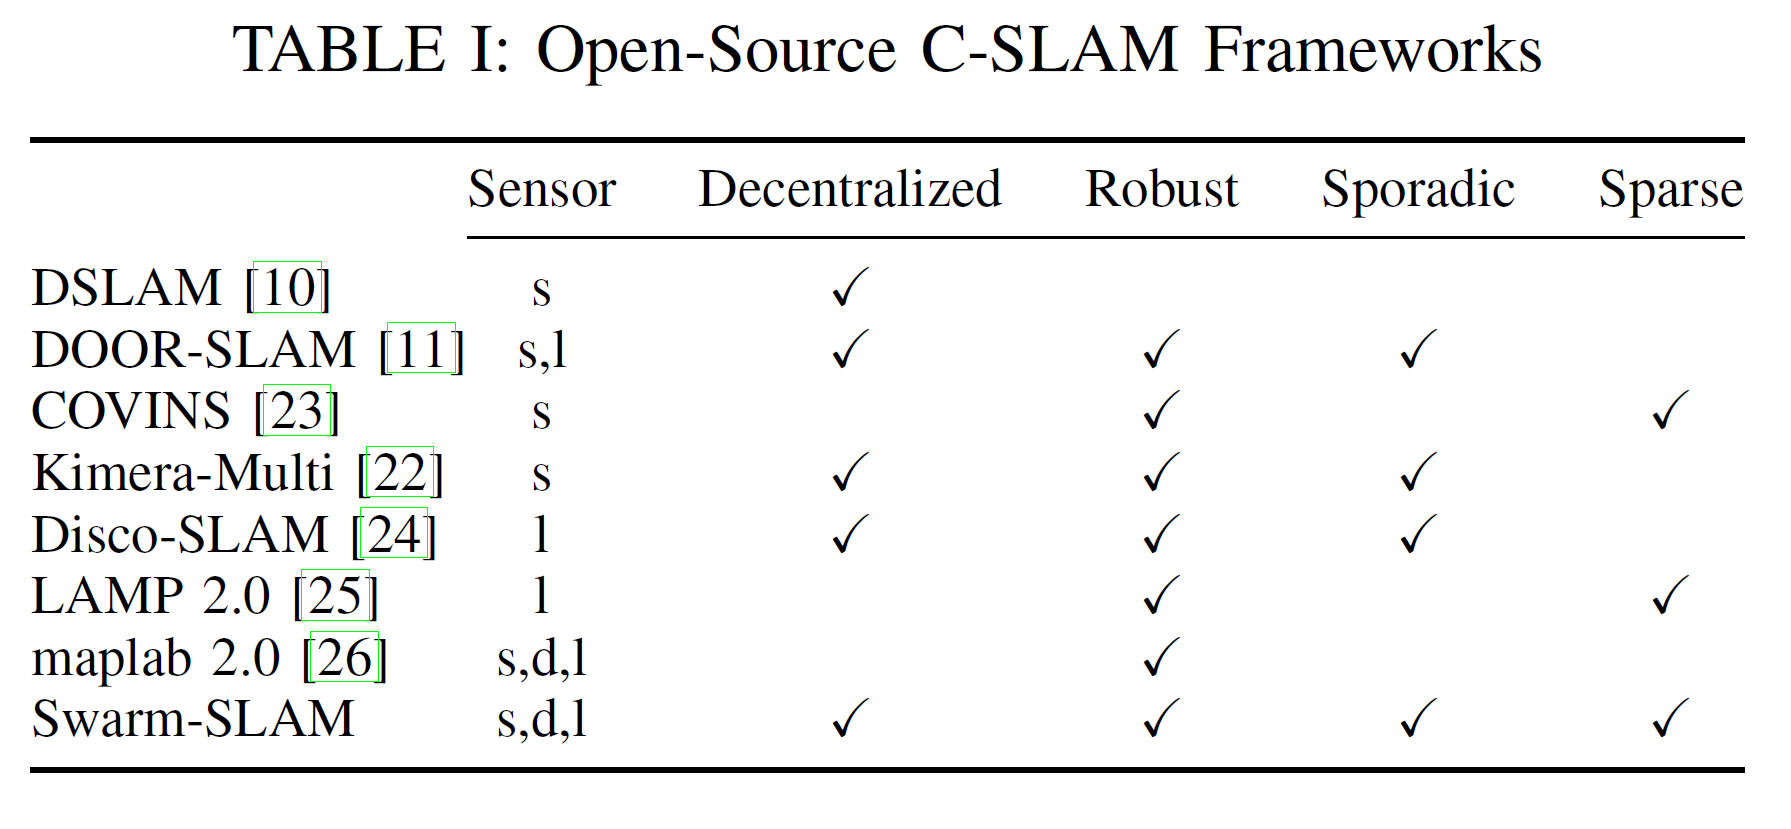 TABLE I: Open-Source C-SLAM Frameworks
Sensor Decentralized Robust Sporadic Sparse
DSLAM [10] s ✓
DOOR-SLAM [11] s,l ✓ ✓ ✓
COVINS [23] s ✓ ✓
Kimera-Multi [22] s ✓ ✓ ✓
Disco-SLAM [24] l ✓ ✓ ✓
LAMP 2.0 [25] l ✓ ✓
maplab 2.0 [26] s,d,l ✓
Swarm-SLAM s,d,l ✓ ✓ ✓ ✓